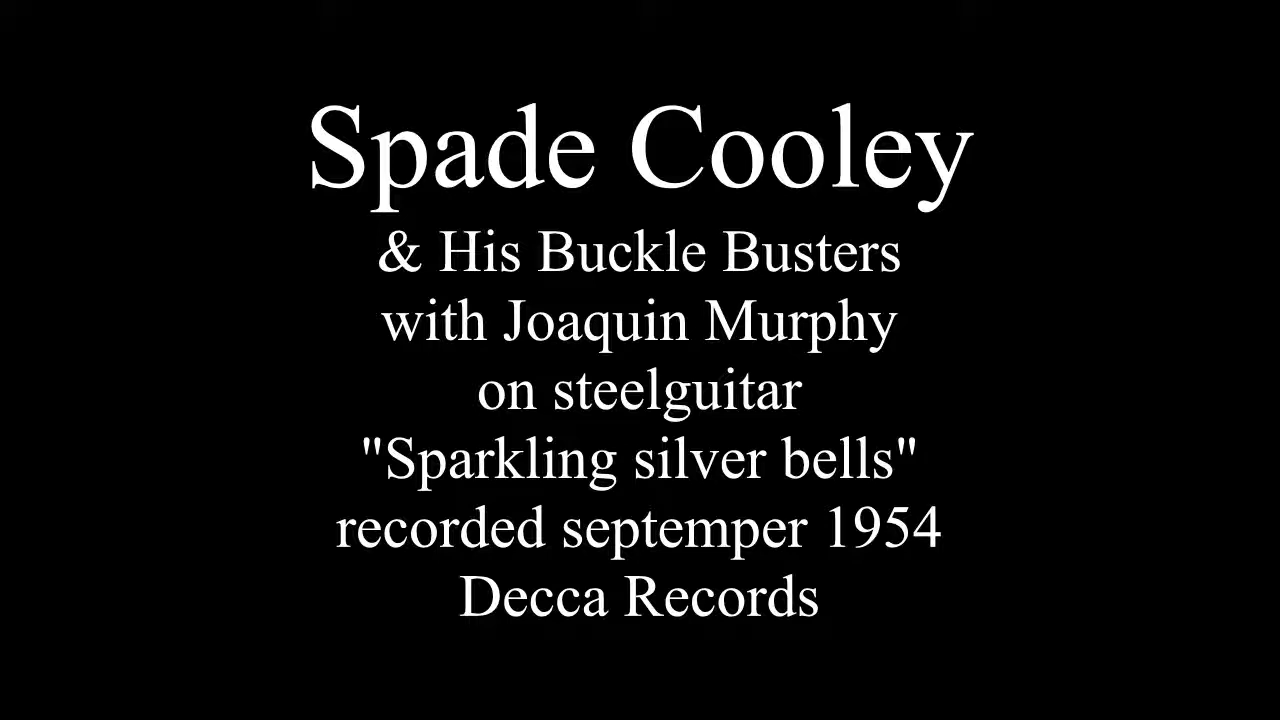 Spade Cooley
& His Buckle Busters
with Joaquin Murphy
on steelguitar
"Sparkling silver bells"
recorded septemper 1954
Decca Records